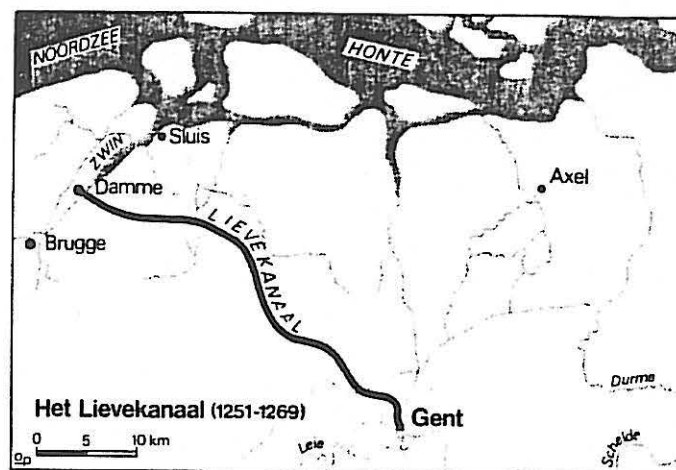 NOORDZEE
HONTE
ZWIN
Sluis
Damme
Axel
Brugge
LIEVEKANAAL
Durme
Het Lievekanaal (1251-1269)
Gent
0 5 10 km
Leie
Schelde
op